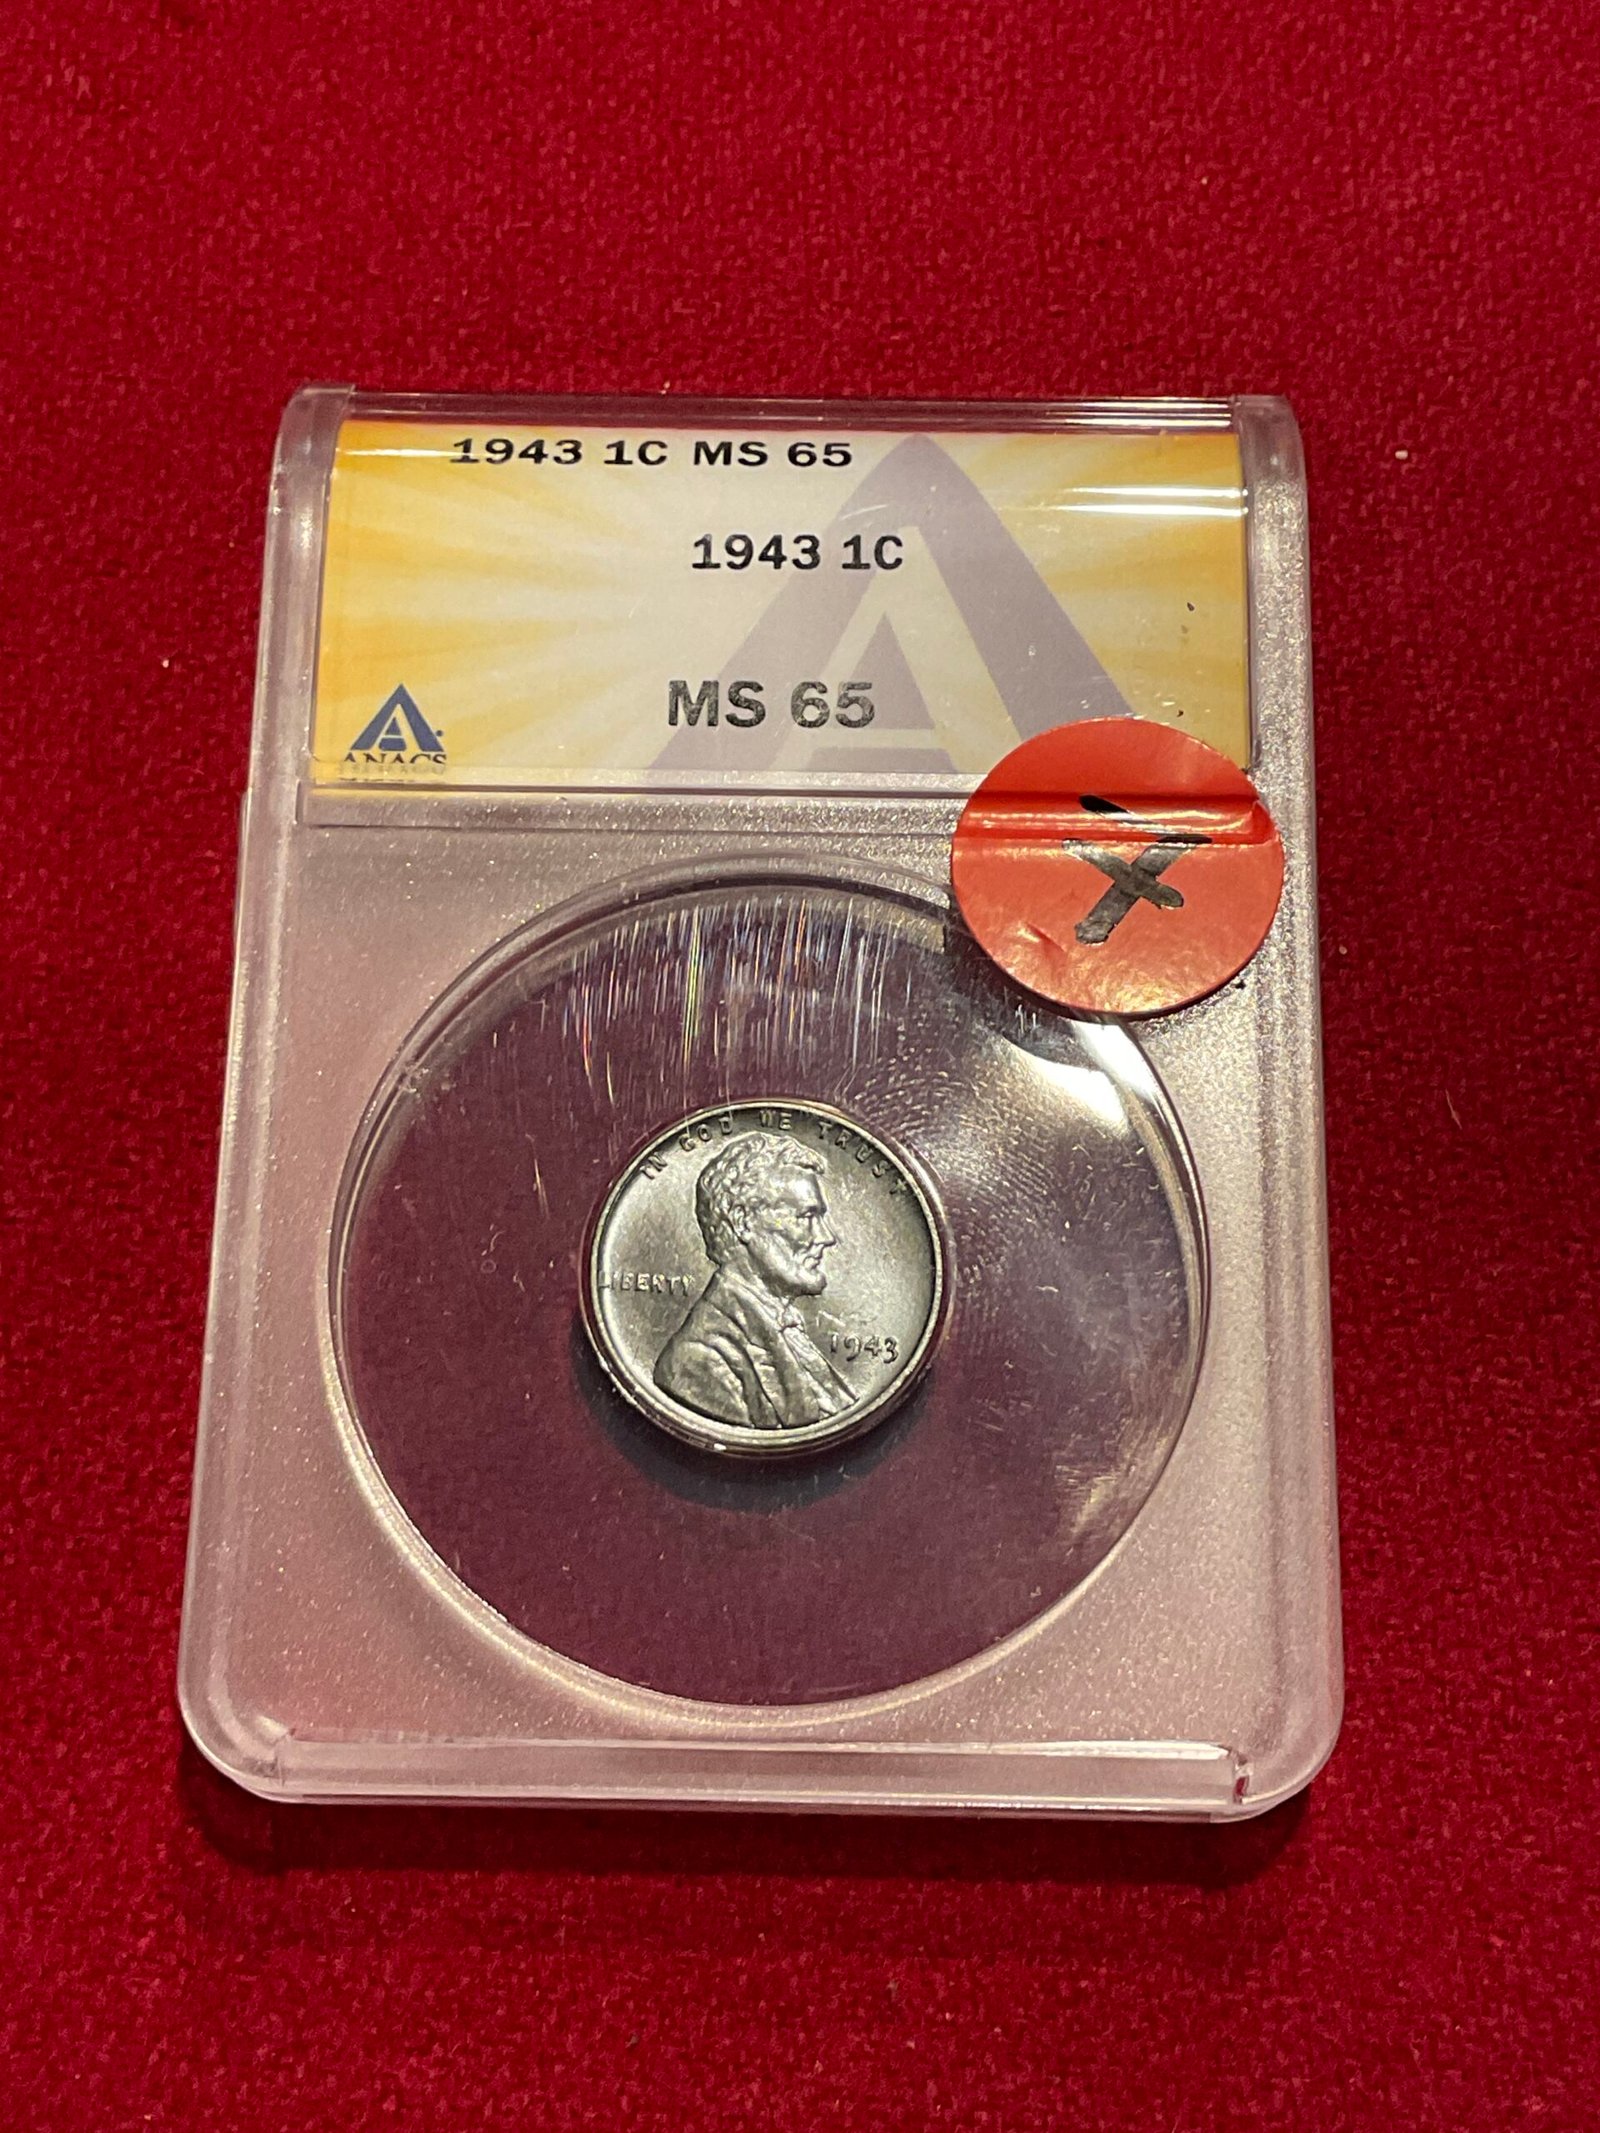 1943 1C MS 65
1943 1C
MS 65
ANACS
IN GOD WE TRUST
LIBERTY
1943